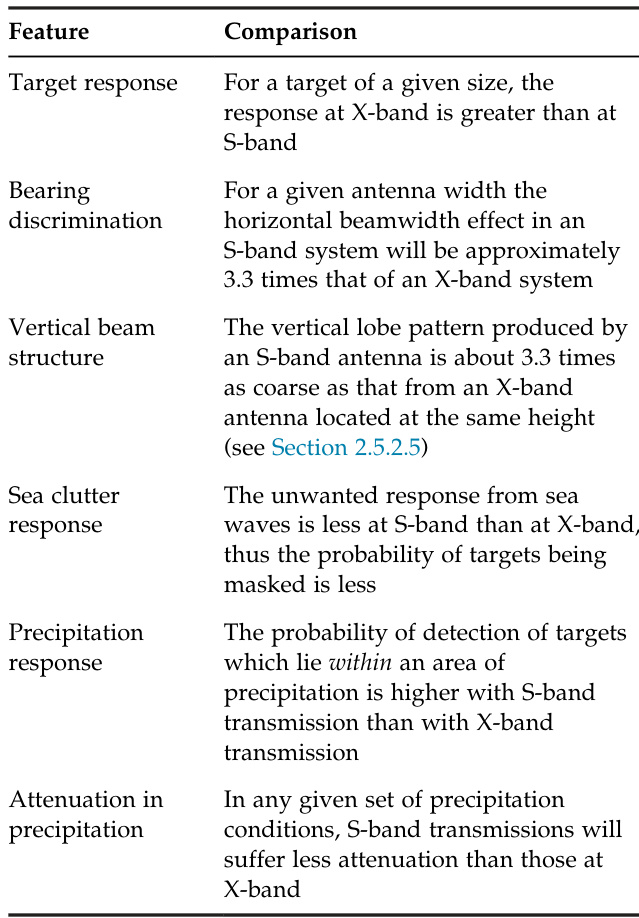 Feature Comparison
Target response For a target of a given size, the
response at X-band is greater than at
S-band
Bearing For a given antenna width the
discrimination horizontal beamwidth effect in an
S-band system will be approximately
3.3 times that of an X-band system
Vertical beam The vertical lobe pattern produced by
structure an S-band antenna is about 3.3 times
as coarse as that from an X-band
antenna located at the same height
(see Section 2.5.2.5)
Sea clutter The unwanted response from sea
response waves is less at S-band than at X-band,
thus the probability of targets being
masked is less
Precipitation The probability of detection of targets
response which lie within an area of
precipitation is higher with S-band
transmission than with X-band
transmission
Attenuation in In any given set of precipitation
precipitation conditions, S-band transmissions will
suffer less attenuation than those at
X-band